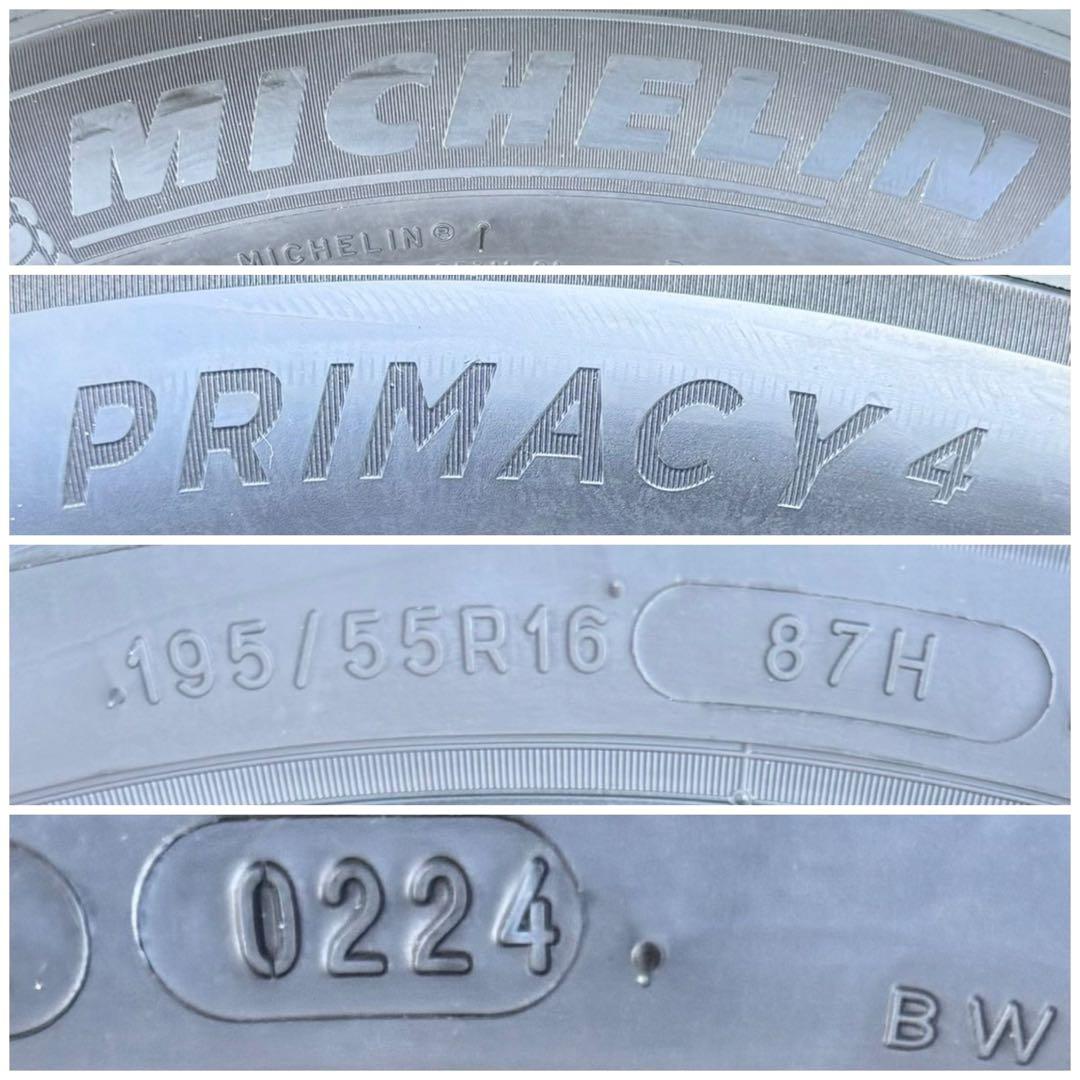 MICHELIN
MICHELIN®
PRIMACY 4
195/55R16 87H
0224
BW